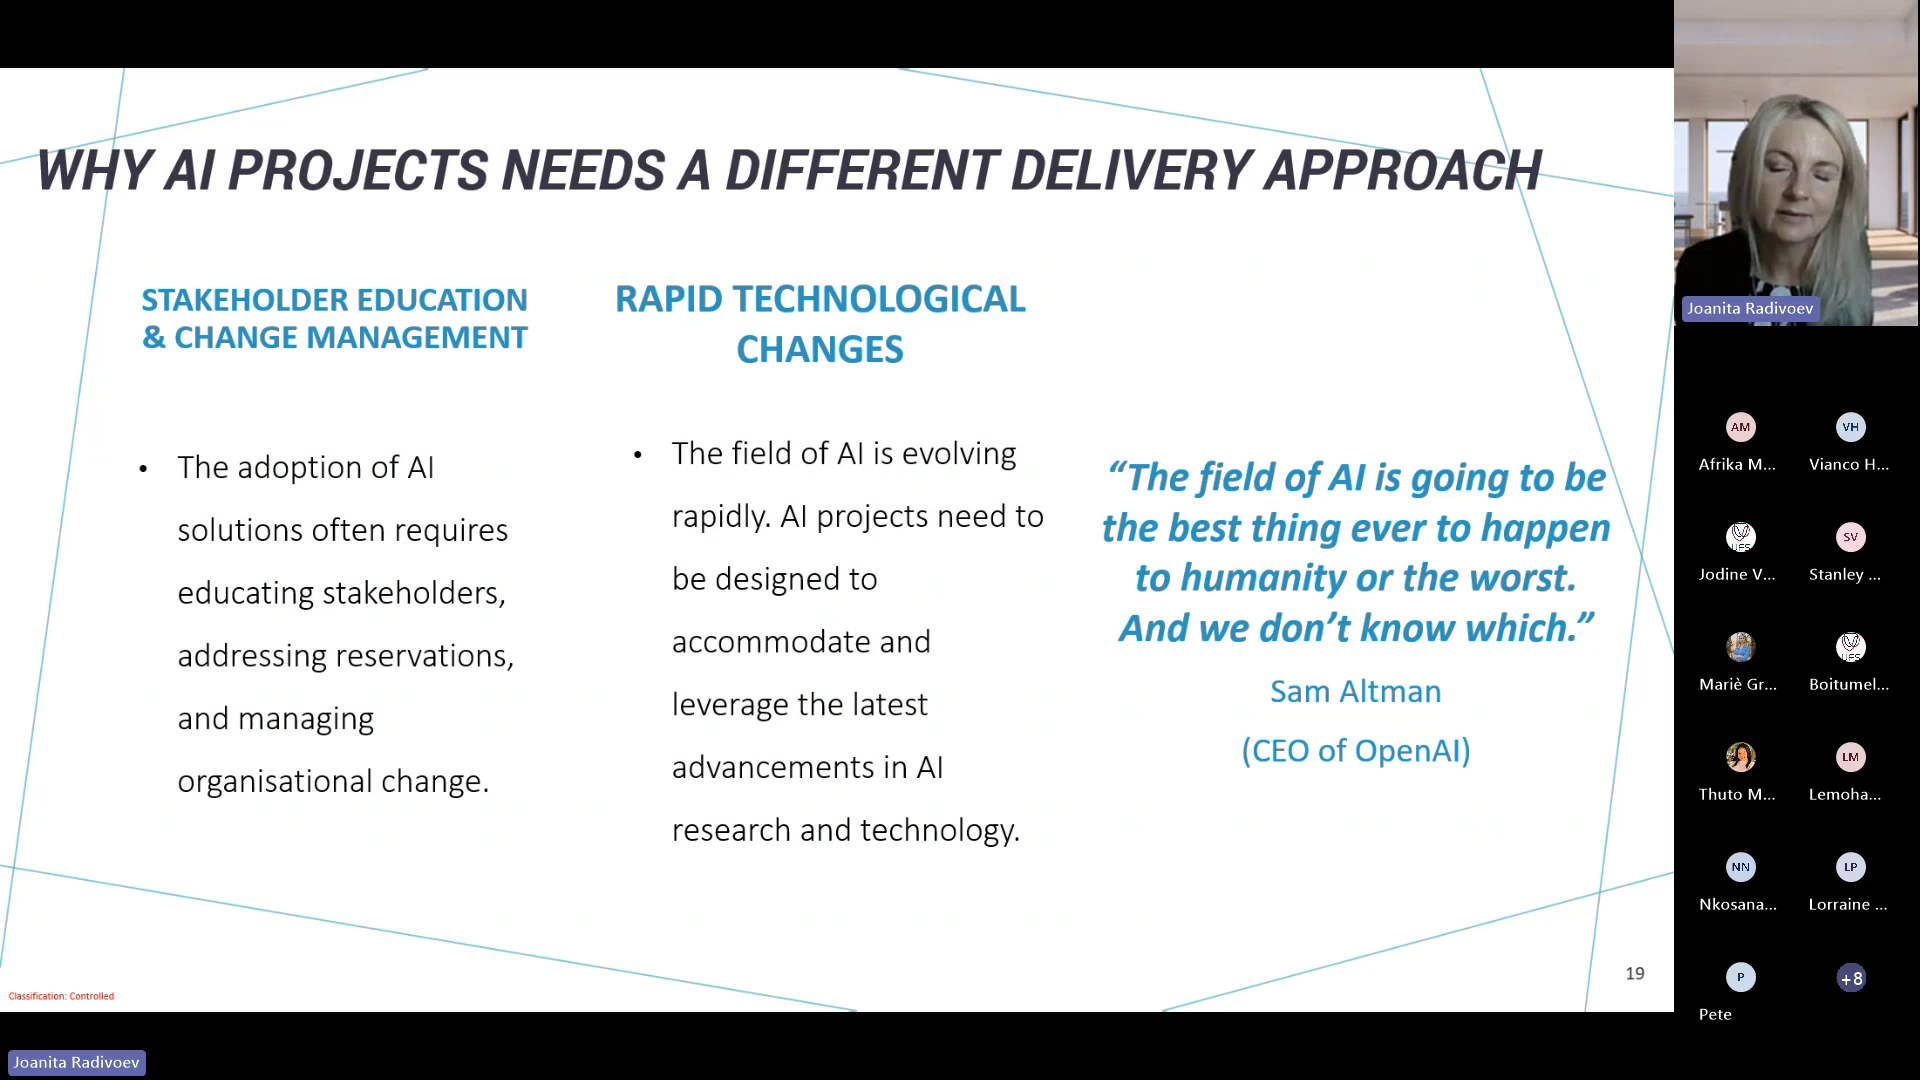 WHY AI PROJECTS NEEDS A DIFFERENT DELIVERY APPROACH
STAKEHOLDER EDUCATION
& CHANGE MANAGEMENT
• The adoption of AI
solutions often requires
educating stakeholders,
addressing reservations,
and managing
organisational change.
RAPID TECHNOLOGICAL
CHANGES
• The field of AI is evolving
rapidly. AI projects need to
be designed to
accommodate and
leverage the latest
advancements in AI
research and technology.
“The field of AI is going to be
the best thing ever to happen
to humanity or the worst.
And we don’t know which.”
Sam Altman
(CEO of OpenAI)
19
Classification: Controlled
Joanita Radivoev
Joanita Radivoev
AM
VH
Afrika M...
Vianco H...
UFS
SV
Jodine V...
Stanley ...
UFS
Mariè Gr...
Boitumel...
LM
Thuto M...
Lemoha...
NN
LP
Nkosana...
Lorraine ...
P
+8
Pete